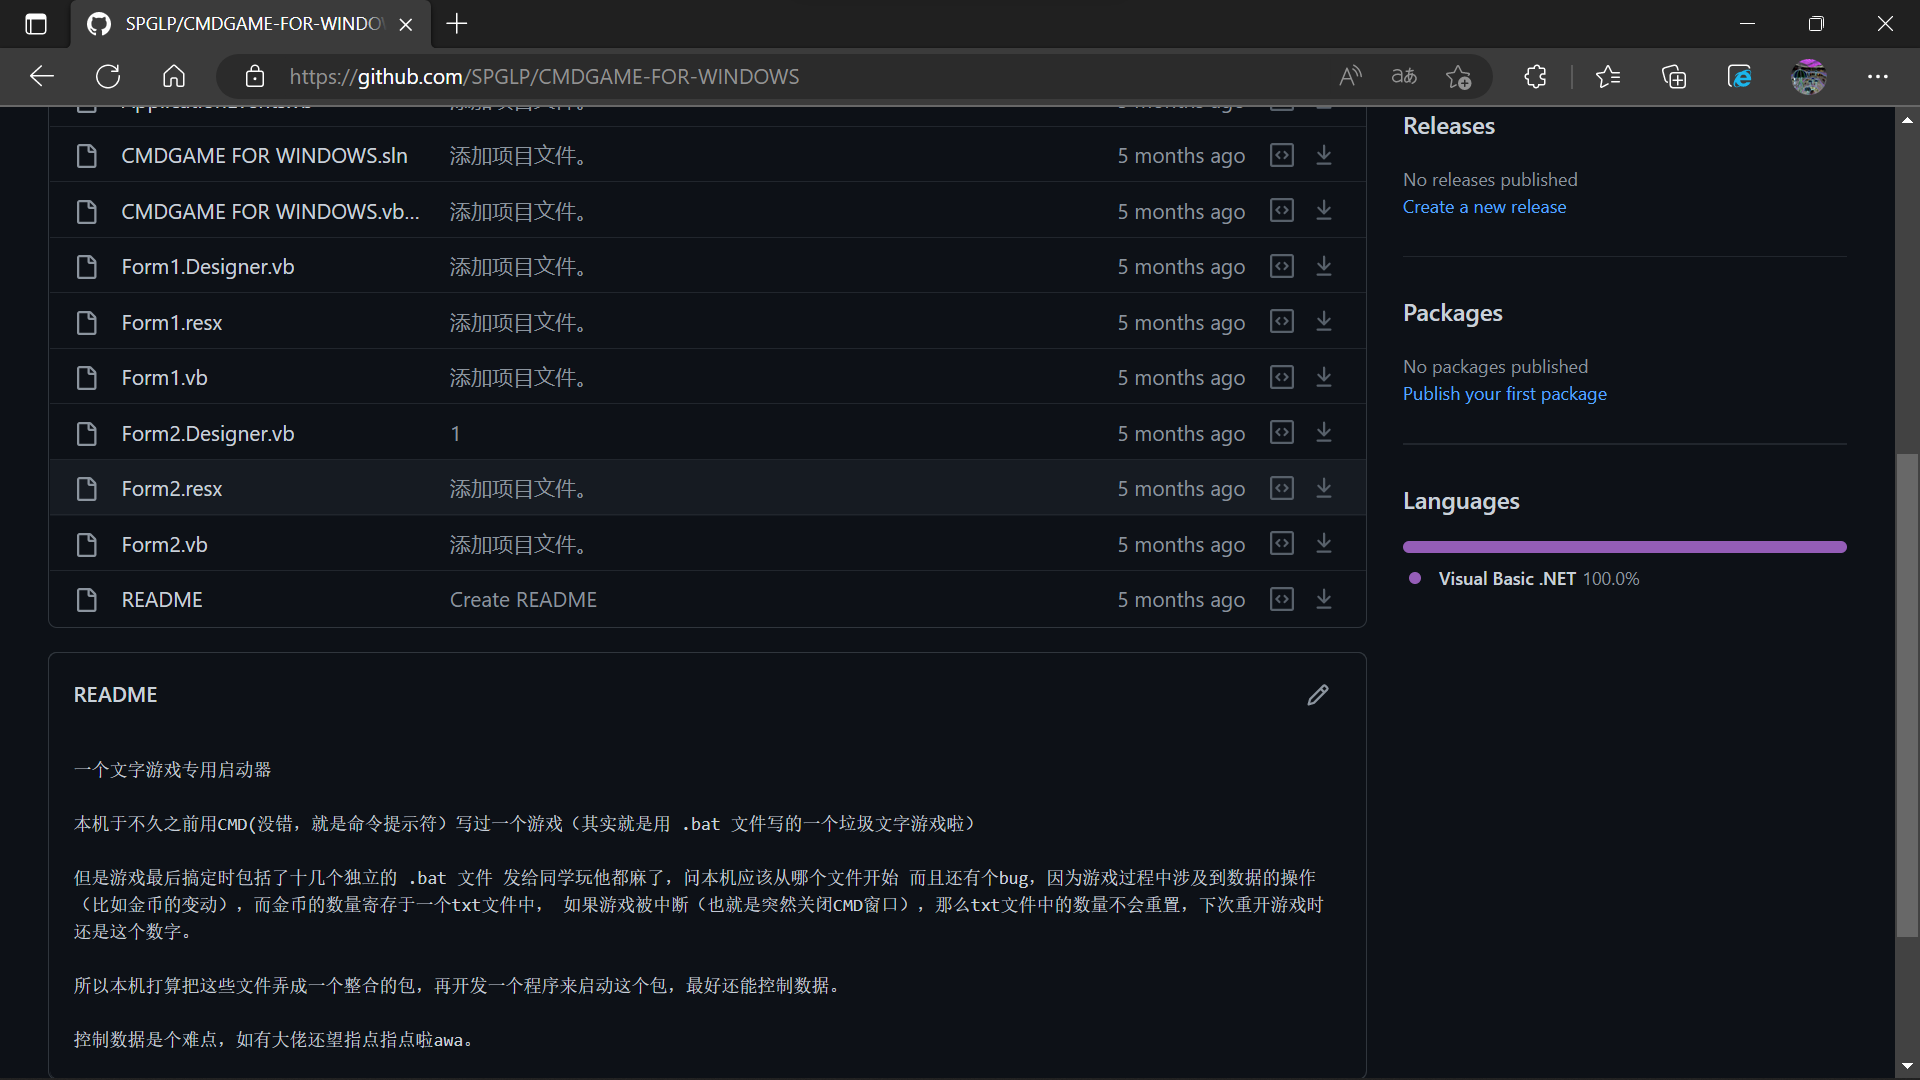 SPGLP/CMDGAME-FOR-WINDO
https://github.com/SPGLP/CMDGAME-FOR-WINDOWS
CMDGAME FOR WINDOWS.sln 添加项目文件。 5 months ago
CMDGAME FOR WINDOWS.vb... 添加项目文件。 5 months ago
Form1.Designer.vb 添加项目文件。 5 months ago
Form1.resx 添加项目文件。 5 months ago
Form1.vb 添加项目文件。 5 months ago
Form2.Designer.vb 1 5 months ago
Form2.resx 添加项目文件。 5 months ago
Form2.vb 添加项目文件。 5 months ago
README Create README 5 months ago
README
一个文字游戏专用启动器
本机于不久之前用CMD(没错，就是命令提示符）写过一个游戏（其实就是用 .bat 文件写的一个垃圾文字游戏啦）
但是游戏最后搞定时包括了十几个独立的 .bat 文件 发给同学玩他都麻了，问本机应该从哪个文件开始 而且还有个bug，因为游戏过程中涉及到数据的操作
（比如金币的变动），而金币的数量寄存于一个txt文件中， 如果游戏被中断（也就是突然关闭CMD窗口），那么txt文件中的数量不会重置，下次重开游戏时
还是这个数字。
所以本机打算把这些文件弄成一个整合的包，再开发一个程序来启动这个包，最好还能控制数据。
控制数据是个难点，如有大佬还望指点指点啦awa。
Releases
No releases published
Create a new release
Packages
No packages published
Publish your first package
Languages
Visual Basic .NET 100.0%